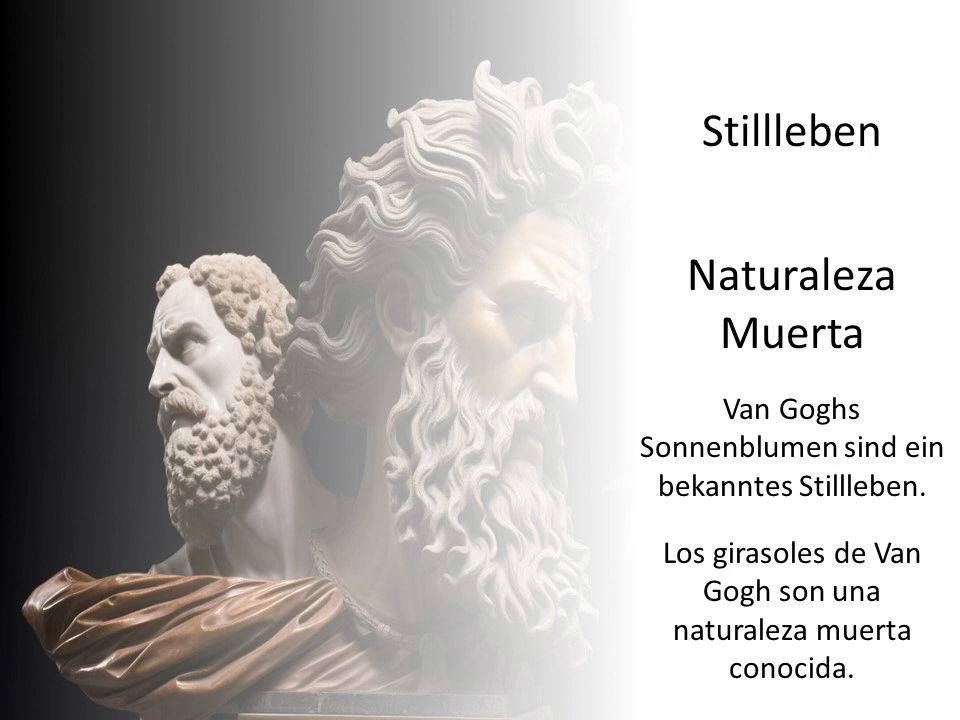 Stillleben
Naturaleza
Muerta
Van Goghs
Sonnenblumen sind ein
bekanntes Stillleben.
Los girasoles de Van
Gogh son una
naturaleza muerta
conocida.